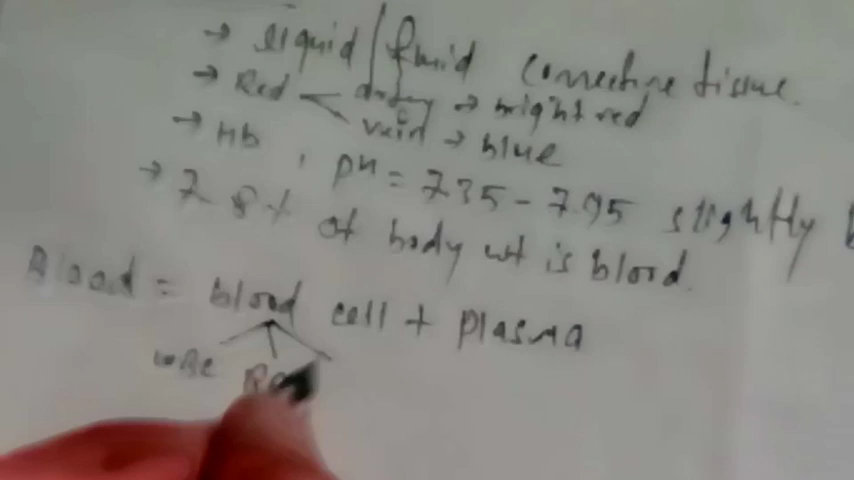 → liquid / fluid connective tissue.
→ Red artery → bright red
vein → blue
→ Hb, pH = 7.35 - 7.45 slightly
→ 7 8% of body wt is blood.
Blood = blood cell + plasma
WBC RBC